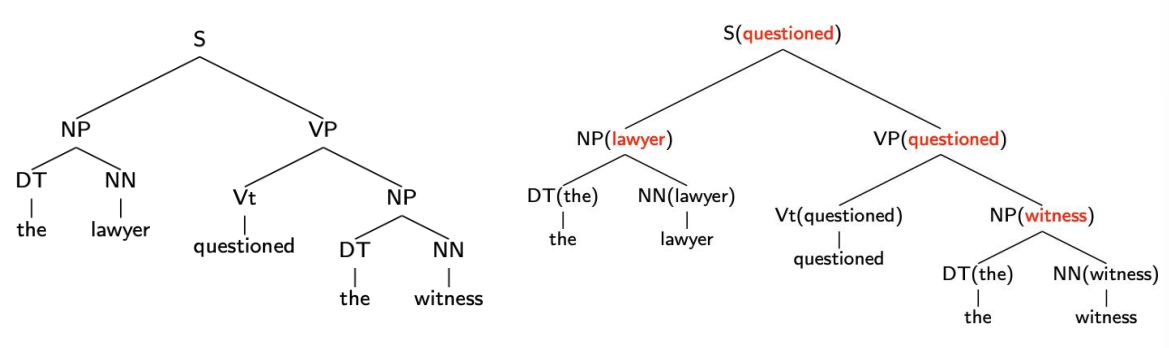 S
NP VP
DT NN Vt NP
the lawyer questioned DT NN
the witness
S(questioned)
NP(lawyer) VP(questioned)
DT(the) NN(lawyer) Vt(questioned) NP(witness)
the lawyer questioned DT(the) NN(witness)
the witness